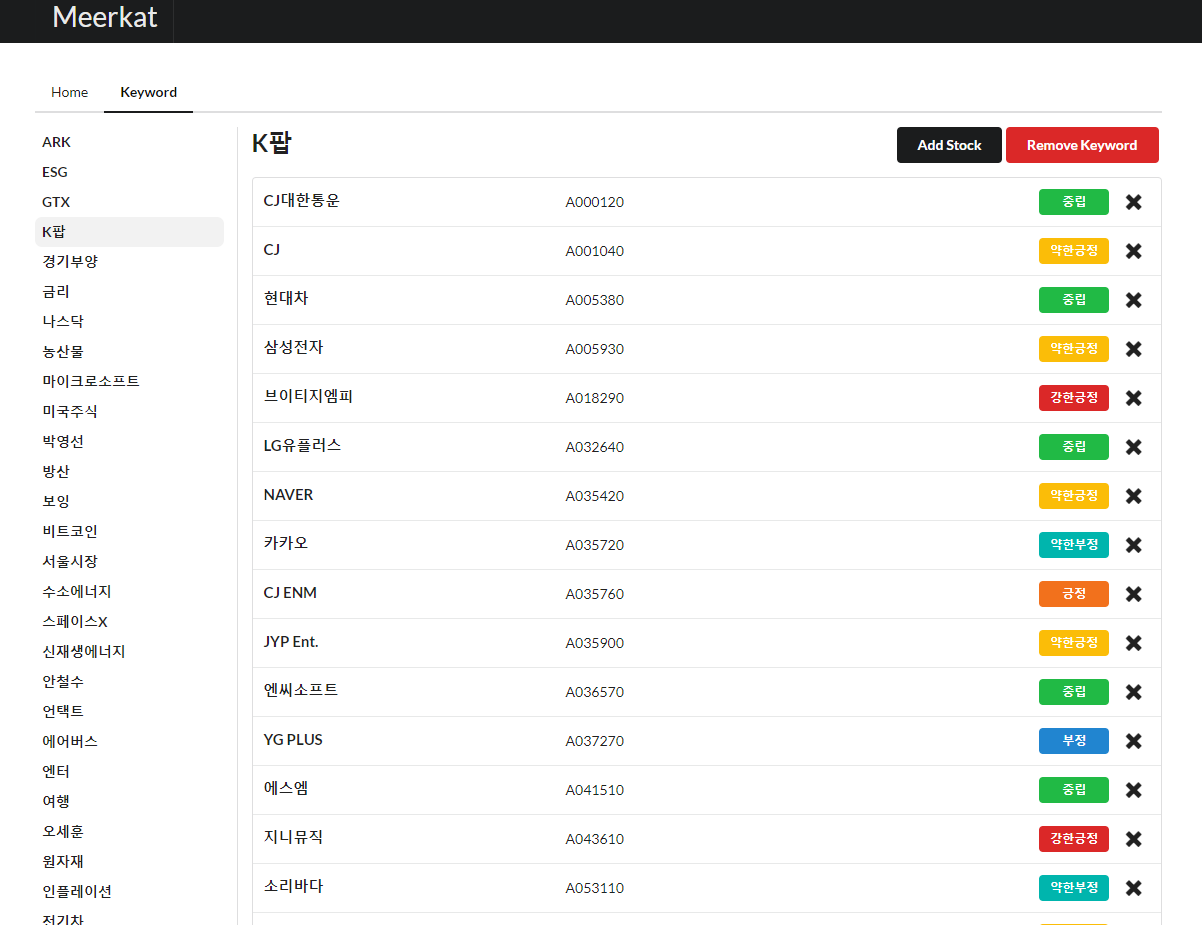 Meerkat
Home Keyword
ARK
ESG
GTX
K팝
경기부양
금리
나스닥
농산물
마이크로소프트
미국주식
박영선
방산
보잉
비트코인
서울시장
수소에너지
스페이스X
신재생에너지
안철수
언택트
에어버스
엔터
여행
오세훈
원자재
인플레이션
전기차
K팝
Add Stock Remove Keyword
CJ대한통운 A000120 중립
CJ A001040 약한긍정
현대차 A005380 중립
삼성전자 A005930 약한긍정
브이티지엠피 A018290 강한긍정
LG유플러스 A032640 중립
NAVER A035420 약한긍정
카카오 A035720 약한부정
CJ ENM A035760 긍정
JYP Ent. A035900 약한긍정
엔씨소프트 A036570 중립
YG PLUS A037270 부정
에스엠 A041510 중립
지니뮤직 A043610 강한긍정
소리바다 A053110 약한부정